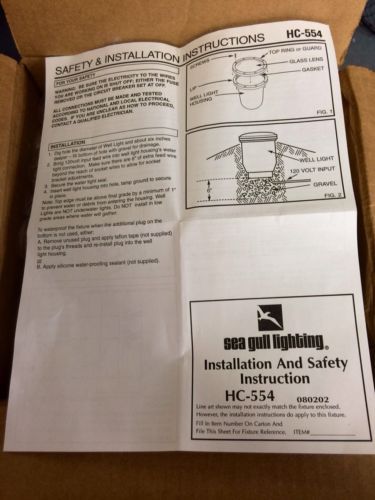 SAFETY & INSTALLATION INSTRUCTIONS HC-554
FOR YOUR SAFETY
WARNING: BE SURE THE ELECTRICITY TO THE WIRES
YOU ARE WORKING ON IS SHUT OFF; EITHER THE FUSE
REMOVED OR THE CIRCUIT BREAKER SET AT OFF.
ALL CONNECTIONS MUST BE MADE AND TESTED
ACCORDING TO NATIONAL AND LOCAL ELECTRICAL
CODES. IF YOU ARE UNCLEAR AS HOW TO PROCEED,
CONTACT A QUALIFIED ELECTRICIAN.
INSTALLATION
1. Dig hole the diameter of Well Light and about six inches
deeper – fill bottom of hole with gravel for drainage.
2. Bring 120volt input feed wire into well light housing's water
tight connection. Make sure there are 6" of extra feed wire
beyond the reach of socket wires to allow for socket
bracket adjustments.
3. Secure the water tight seal.
4. Insert well light housing into hole, tamp ground to secure
in place.
Note: Top edge must be above final grade by a minimum of 1"
to prevent water or debris from entering the housing. Well
Lights are NOT underwater lights. Do NOT install in low
grade areas where water will gather.
To waterproof the fixture when the additional plug on the
bottom is not used, either:
A. Remove unused plug and apply teflon tape (not supplied)
to the plug's threads and re-install plug into the well
light housing.
or
B. Apply silicone water-proofing sealant (not supplied).
SCREWS
TOP RING or GUARD
GLASS LENS
GASKET
LIP
WELL LIGHT
HOUSING
FIG. 1
WELL LIGHT
120 VOLT INPUT
6"
GRAVEL
FIG. 2
sea gull lighting®
Installation And Safety
Instruction
HC-554 080202
Line art shown may not exactly match the fixture enclosed.
However, the installation instructions do apply to this fixture.
Fill In Item Number On Carton And
File This Sheet For Fixture Reference. ITEM#